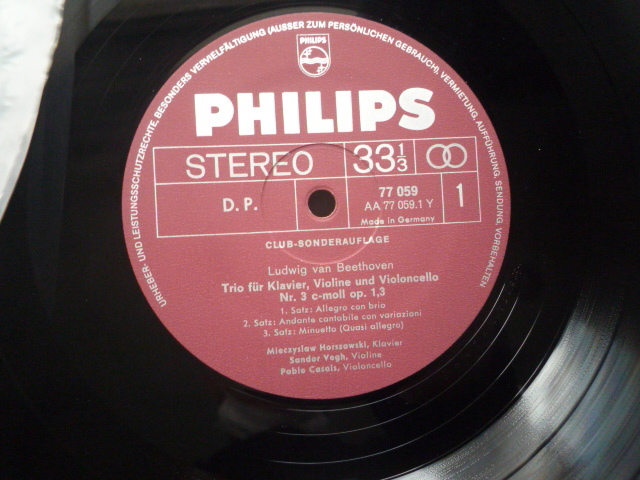 URHEBER- UND LEISTUNGSSCHUTZRECHTE, BESONDERS VERVIELFÄLTIGUNG (AUSSER ZUM PERSÖNLICHEN GEBRAUCH), VERMIETUNG, AUFFÜHRUNG, SENDUNG, VORBEHALTEN
PHILIPS
PHILIPS
STEREO 33 1/3
D. P. 77 059 1
AA 77 059.1 Y
Made in Germany
CLUB-SONDERAUFLAGE
Ludwig van Beethoven
Trio für Klavier, Violine und Violoncello
Nr. 3 c-moll op. 1,3
1. Satz: Allegro con brio
2. Satz: Andante cantabile con variazioni
3. Satz: Minuetto (Quasi allegro)
Mieczyslaw Horszowski, Klavier
Sandor Vegh, Violine
Pablo Casals, Violoncello